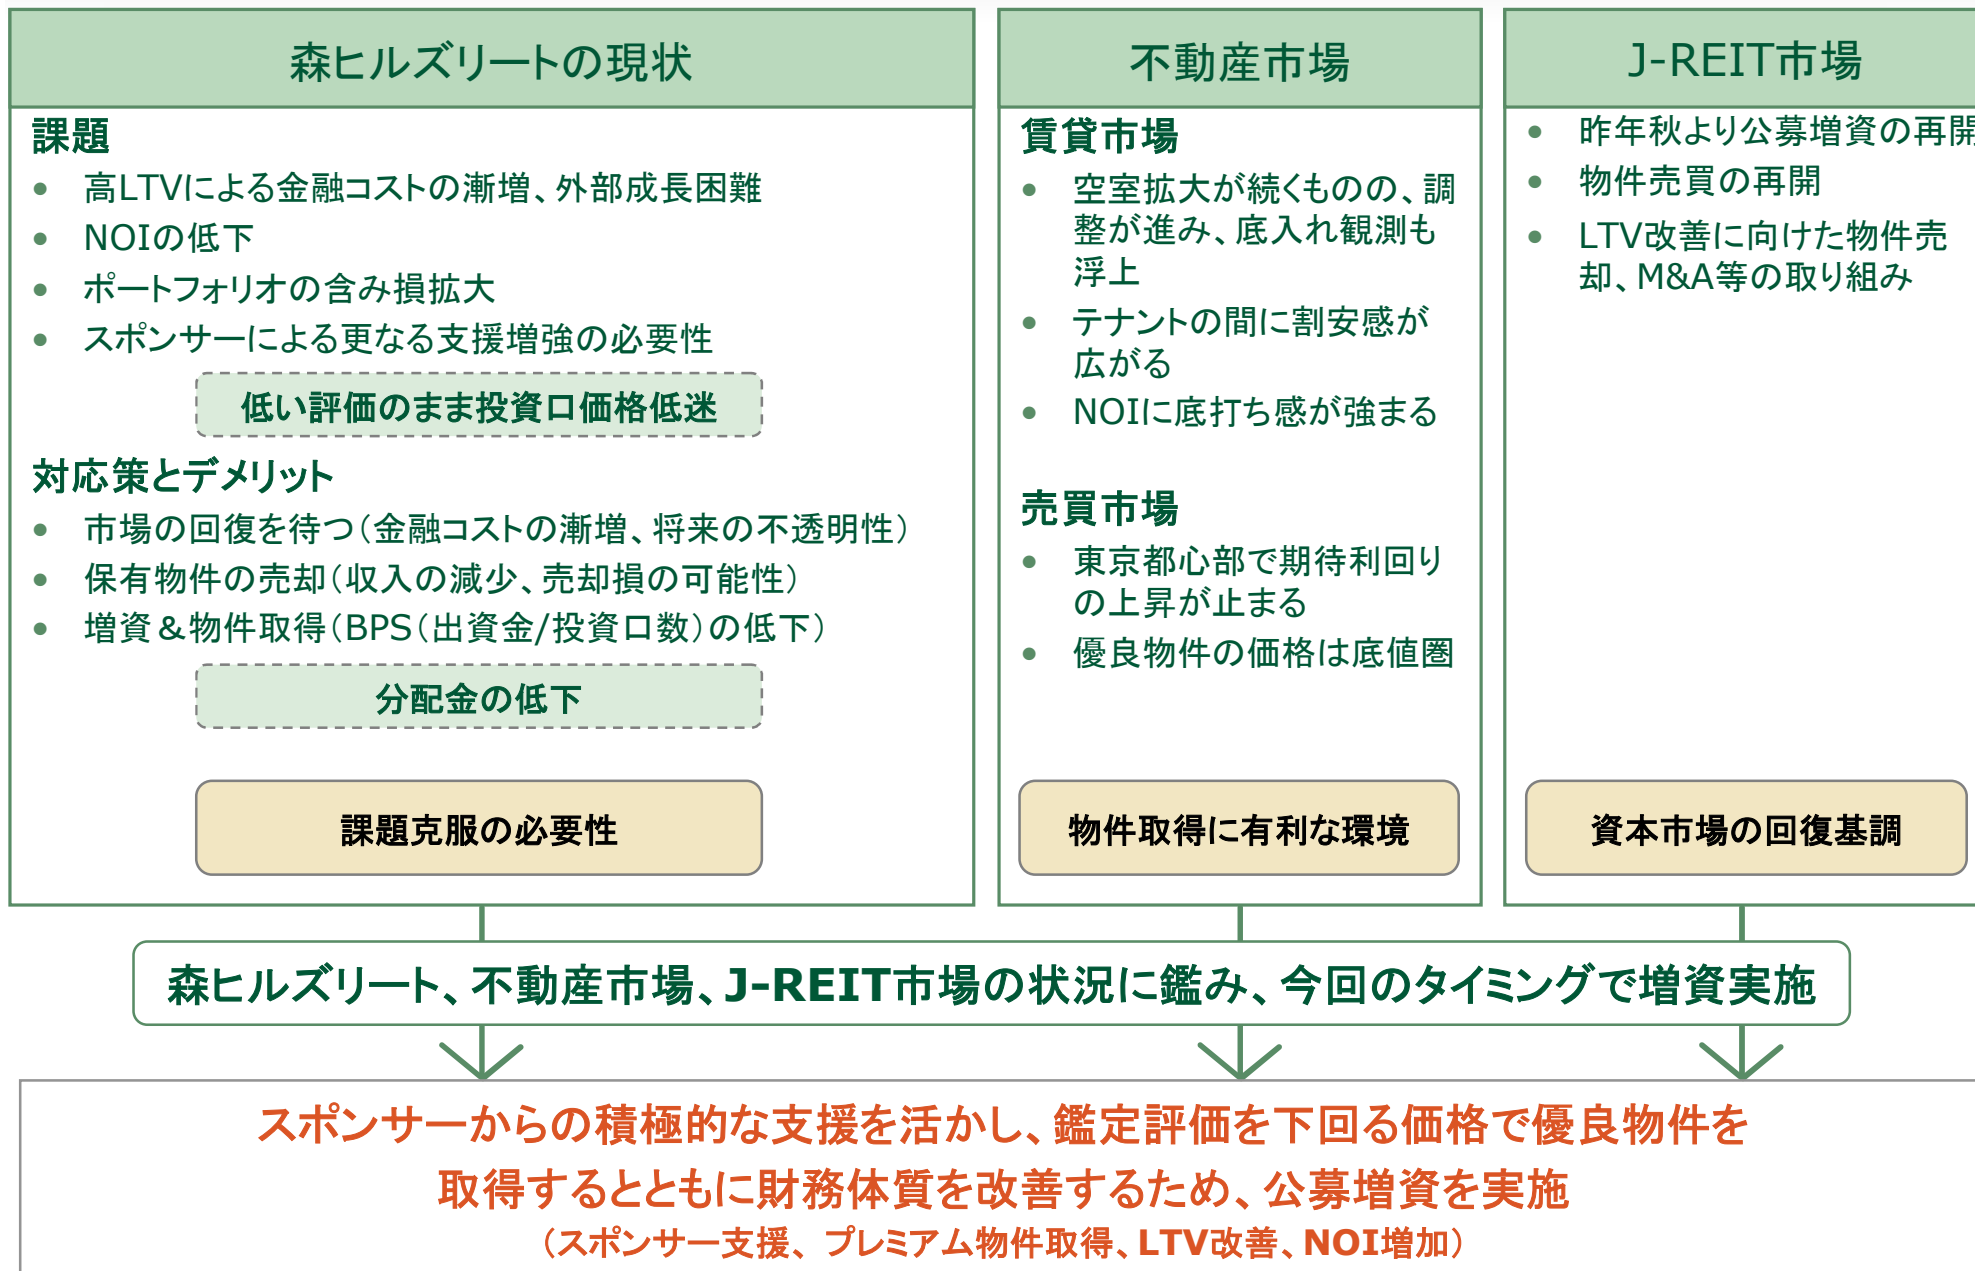 森ヒルズリートの現状
課題
• 高LTVによる金融コストの漸増、外部成長困難
• NOIの低下
• ポートフォリオの含み損拡大
• スポンサーによる更なる支援増強の必要性
低い評価のまま投資口価格低迷
対応策とデメリット
• 市場の回復を待つ（金融コストの漸増、将来の不透明性）
• 保有物件の売却（収入の減少、売却損の可能性）
• 増資＆物件取得（BPS（出資金/投資口数）の低下）
分配金の低下
課題克服の必要性
不動産市場
賃貸市場
• 空室拡大が続くものの、調
整が進み、底入れ観測も
浮上
• テナントの間に割安感が
広がる
• NOIに底打ち感が強まる
売買市場
• 東京都心部で期待利回り
の上昇が止まる
• 優良物件の価格は底値圏
物件取得に有利な環境
J-REIT市場
• 昨年秋より公募増資の再開
• 物件売買の再開
• LTV改善に向けた物件売
却、M&A等の取り組み
資本市場の回復基調
森ヒルズリート、不動産市場、J-REIT市場の状況に鑑み、今回のタイミングで増資実施
スポンサーからの積極的な支援を活かし、鑑定評価を下回る価格で優良物件を
取得するとともに財務体質を改善するため、公募増資を実施
（スポンサー支援、プレミアム物件取得、LTV改善、NOI増加）